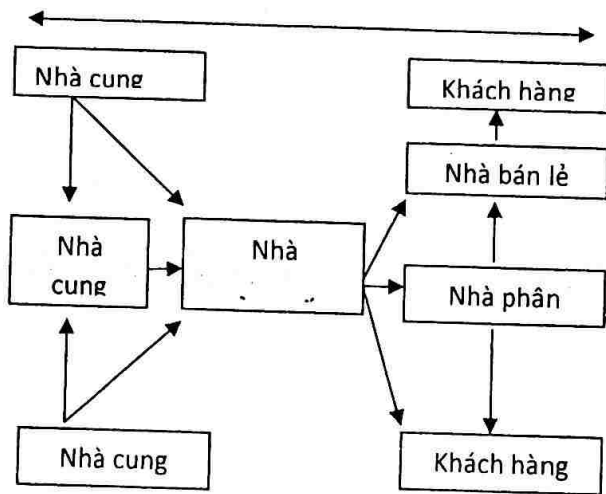 Nhà cung
Khách hàng
Nhà bán lẻ
Nhà
cung
Nhà
Nhà phân
Nhà cung
Khách hàng